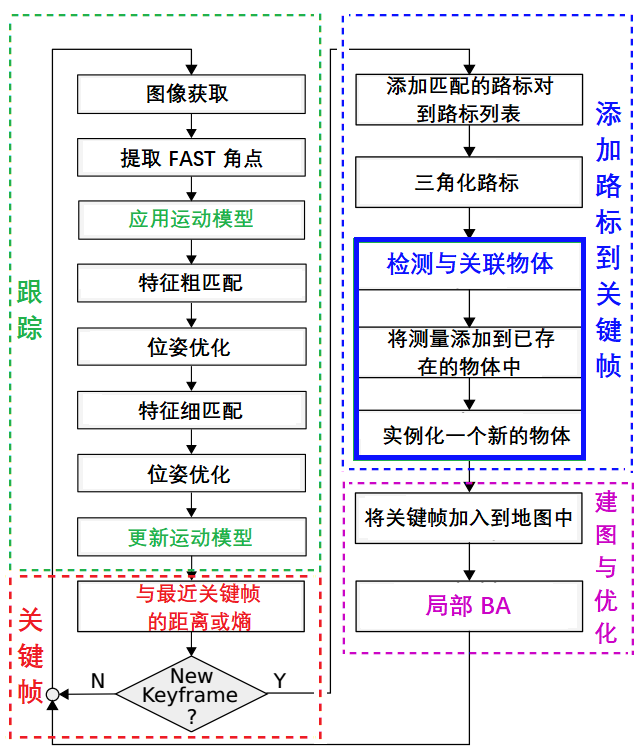 图像获取
提取 FAST 角点
应用运动模型
特征粗匹配
位姿优化
特征细匹配
位姿优化
更新运动模型
跟踪
与最近关键帧
的距离或熵
New
Keyframe
?
N
Y
关键帧
添加匹配的路标对
到路标列表
三角化路标
检测与关联物体
将测量添加到已存
在的物体中
实例化一个新的物体
添加路标到关键帧
将关键帧加入到地图中
局部 BA
建图与优化